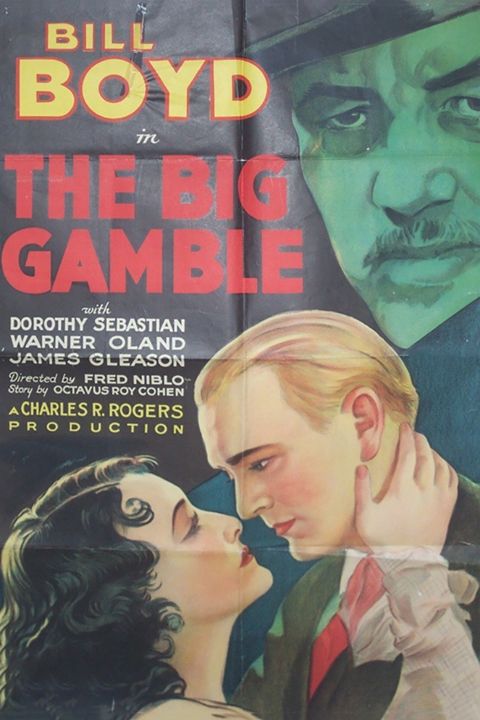 BILL
BOYD
in
THE BIG
GAMBLE
with
DOROTHY SEBASTIAN
WARNER OLAND
JAMES GLEASON
Directed by FRED NIBLO
Story by OCTAVUS ROY COHEN
A CHARLES R. ROGERS
PRODUCTION